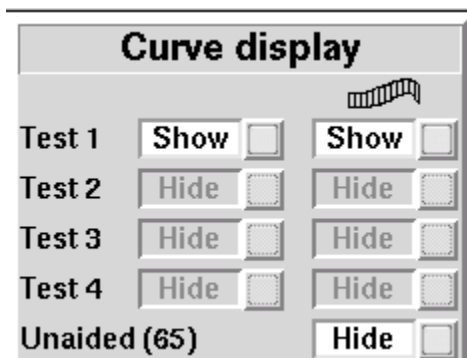 Curve display
Test 1 Show Show
Test 2 Hide Hide
Test 3 Hide Hide
Test 4 Hide Hide
Unaided (65) Hide